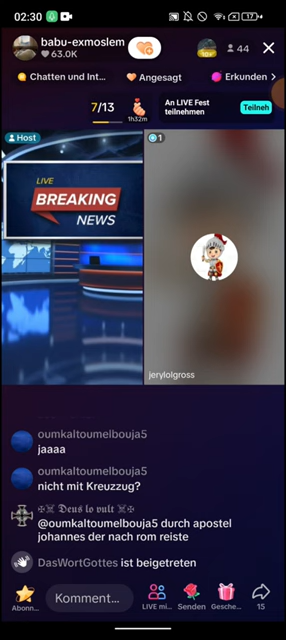 02:30
17
babu-exmoslem
63.0K
44
Chatten und Int...
Angesagt
Erkunden
7/13
1h32m
An LIVE Fest
teilnehmen
Teilneh
Host
1
LIVE
BREAKING
NEWS
jerylolgross
oumkaltoumelbouja5
jaaaa
oumkaltoumelbouja5
nicht mit Kreuzzug?
✠☠ 𝕯𝖊𝖚𝖘 𝖑𝖔 𝖛𝖚𝖑𝖙 ☠✠
@oumkaltoumelbouja5 durch apostel
johannes der nach rom reiste
DasWortGottes ist beigetreten
Abonn...
Komment...
LIVE mi...
Senden
Gesche...
15